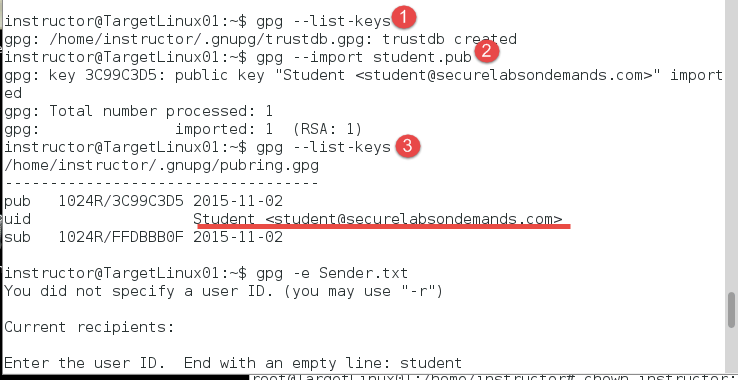 instructor@TargetLinux01:~$ gpg --list-keys 1
gpg: /home/instructor/.gnupg/trustdb.gpg: trustdb created
instructor@TargetLinux01:~$ gpg --import student.pub 2
gpg: key 3C99C3D5: public key "Student <student@securelabsondemands.com>" import
ed
gpg: Total number processed: 1
gpg:               imported: 1  (RSA: 1)
instructor@TargetLinux01:~$ gpg --list-keys 3
/home/instructor/.gnupg/pubring.gpg
-----------------------------------
pub   1024R/3C99C3D5 2015-11-02
uid                  Student <student@securelabsondemands.com>
sub   1024R/FFDBBB0F 2015-11-02
instructor@TargetLinux01:~$ gpg -e Sender.txt
You did not specify a user ID. (you may use "-r")
Current recipients:
Enter the user ID.  End with an empty line: student
root@TargetLinux01:/home/instructor# chown instructor: